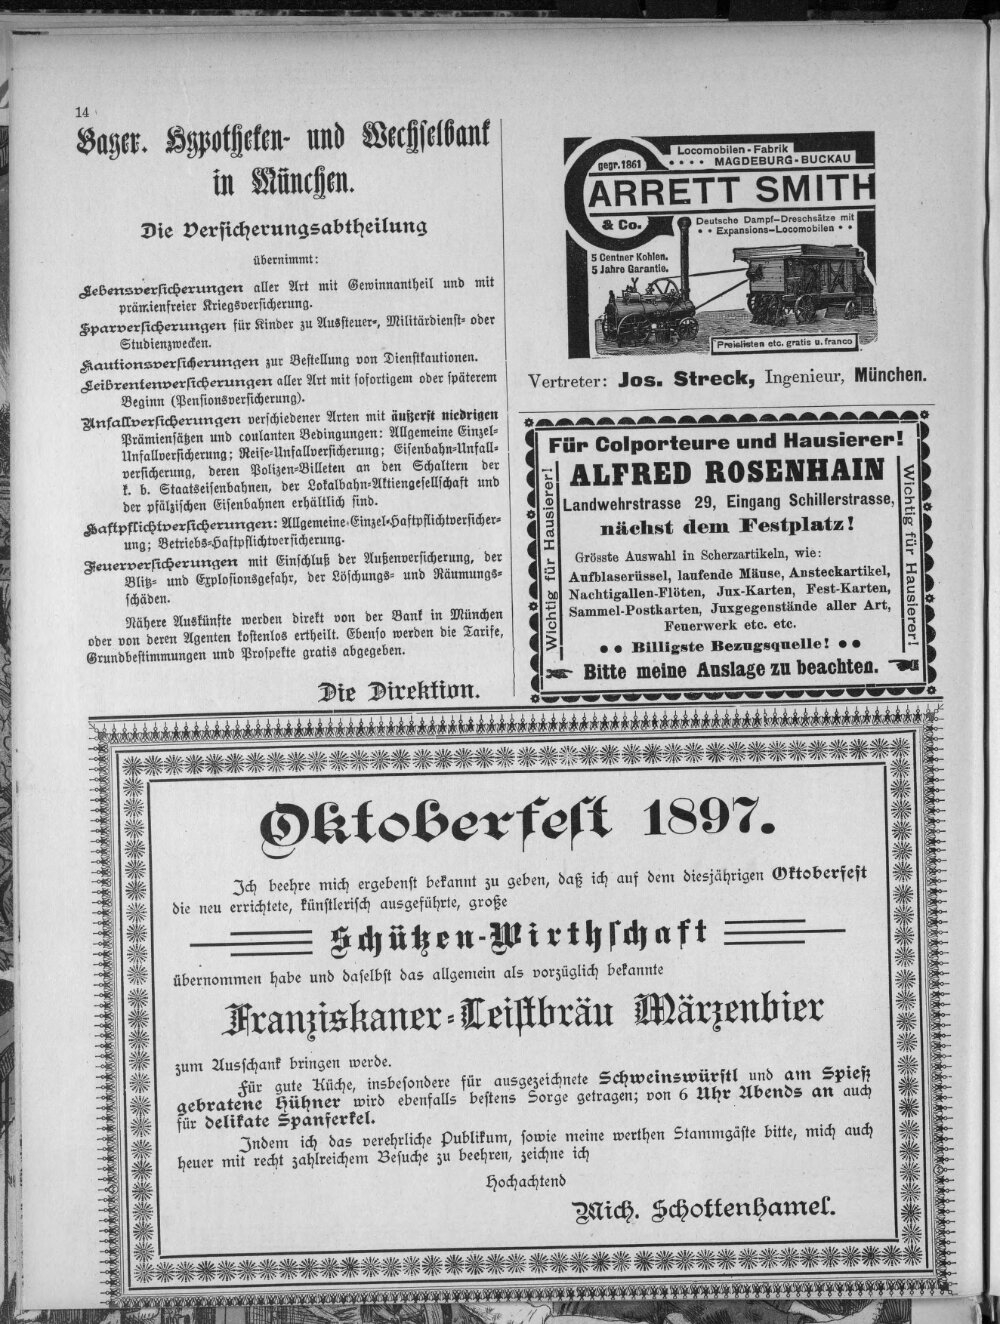 14
Bayer. Hypotheken- und Wechselbank
in München.
Die Versicherungsabtheilung
übernimmt:
Lebensversicherungen aller Art mit Gewinnantheil und mit
prämienfreier Kriegsversicherung.
Sparversicherungen für Kinder zu Aussteuer-, Militärdienst- oder
Studienzwecken.
Kautionsversicherungen zur Bestellung von Dienstkautionen.
Leibrentenversicherungen aller Art mit sofortigem oder späterem
Beginn (Pensionsversicherung).
Unfallversicherungen verschiedener Arten mit äußerst niedrigen
Prämiensätzen und coulanten Bedingungen: Allgemeine Einzel-
Unfallversicherung; Reise-Unfallversicherung; Eisenbahn-Unfall-
versicherung, deren Polizen-Billeten an den Schaltern der
k. b. Staatseisenbahnen, der Lokalbahn-Aktiengesellschaft und
der pfälzischen Eisenbahnen erhältlich sind.
Haftpflichtversicherungen: Allgemeine Einzel-Haftpflichtversicher-
ung; Betriebs-Haftpflichtversicherung.
Feuerversicherungen mit Einschluß der Außenversicherung, der
Blitz- und Explosionsgefahr, der Löschungs- und Räumungs-
schäden.
Nähere Auskünfte werden direkt von der Bank in München
oder von deren Agenten kostenlos ertheilt. Ebenso werden die Tarife,
Grundbestimmungen und Prospekte gratis abgegeben.
Die Direktion.
gegr. 1861
Locomobilen-Fabrik
MAGDEBURG-BUCKAU
GARRETT SMITH
& Co.
Deutsche Dampf-Dreschsätze mit
Expansions-Locomobilen
5 Centner Kohlen.
5 Jahre Garantie.
Preislisten etc. gratis u. franco
Vertreter: Jos. Streck, Ingenieur, München.
Für Colporteure und Hausierer!
ALFRED ROSENHAIN
Landwehrstrasse 29, Eingang Schillerstrasse,
nächst dem Festplatz!
Grösste Auswahl in Scherzartikeln, wie:
Aufblaserüssel, laufende Mäuse, Ansteckartikel,
Nachtigallen-Flöten, Jux-Karten, Fest-Karten,
Sammel-Postkarten, Juxgegenstände aller Art,
Feuerwerk etc. etc.
Billigste Bezugsquelle!
Bitte meine Auslage zu beachten.
Wichtig für Hausierer!
Wichtig für Hausierer!
Oktoberfest 1897.
Ich beehre mich ergebenst bekannt zu geben, daß ich auf dem diesjährigen Oktoberfest
die neu errichtete, künstlerisch ausgeführte, große
Schützen-Wirthschaft
übernommen habe und daselbst das allgemein als vorzüglich bekannte
Franziskaner-Leistbräu Märzenbier
zum Ausschank bringen werde.
Für gute Küche, insbesondere für ausgezeichnete Schweinswürstl und am Spieß
gebratene Hühner wird ebenfalls bestens Sorge getragen; von 6 Uhr Abends an auch
für delikate Spanferkel.
Indem ich das verehrliche Publikum, sowie meine werthen Stammgäste bitte, mich auch
heuer mit recht zahlreichem Besuche zu beehren, zeichne ich
Hochachtend
Mich. Schottenhamel.